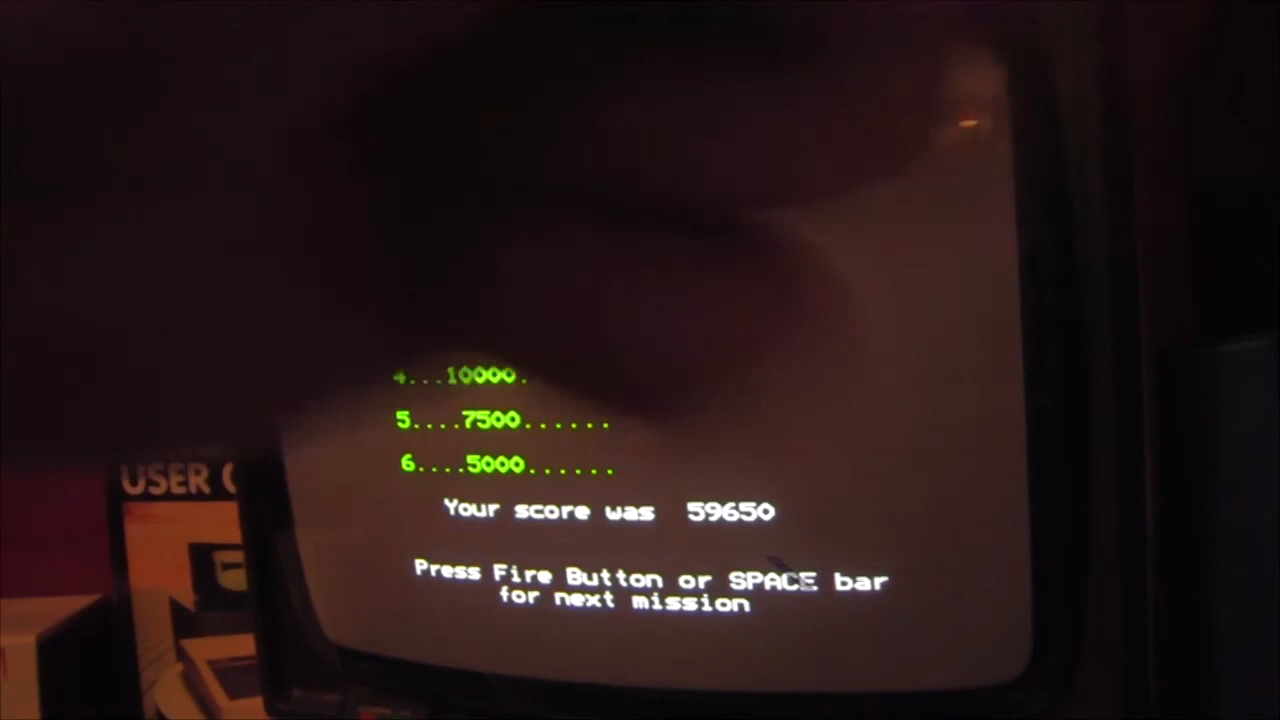 4...10000.
5....7500......
6....5000......
Your score was 59650
Press Fire Button or SPACE bar
for next mission
USER